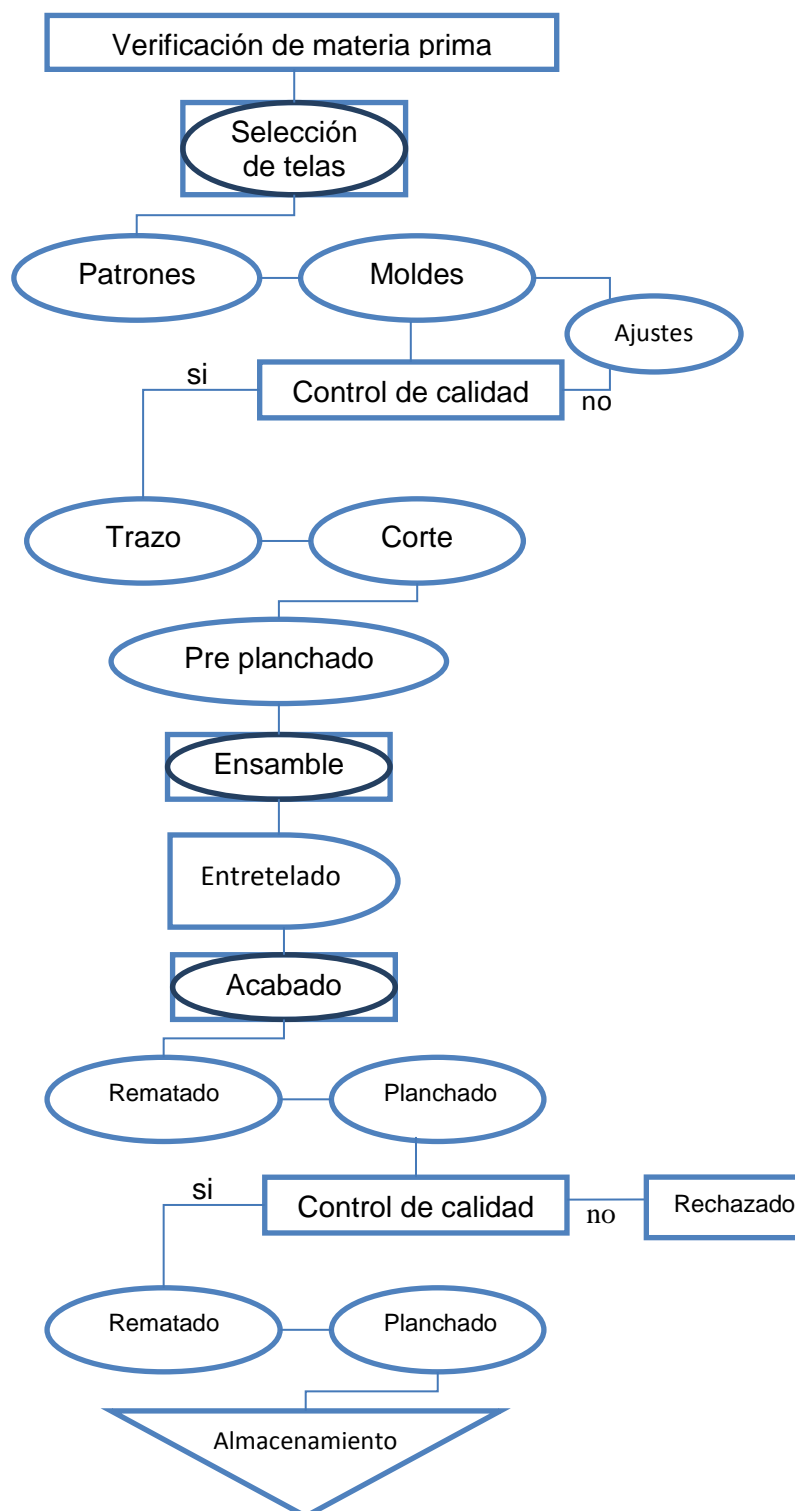 Verificación de materia prima
Selección
de telas
Patrones
Moldes
Ajustes
si
Control de calidad
no
Trazo
Corte
Pre planchado
Ensamble
Entretelado
Acabado
Rematado
Planchado
si
Control de calidad
no
Rechazado
Rematado
Planchado
Almacenamiento